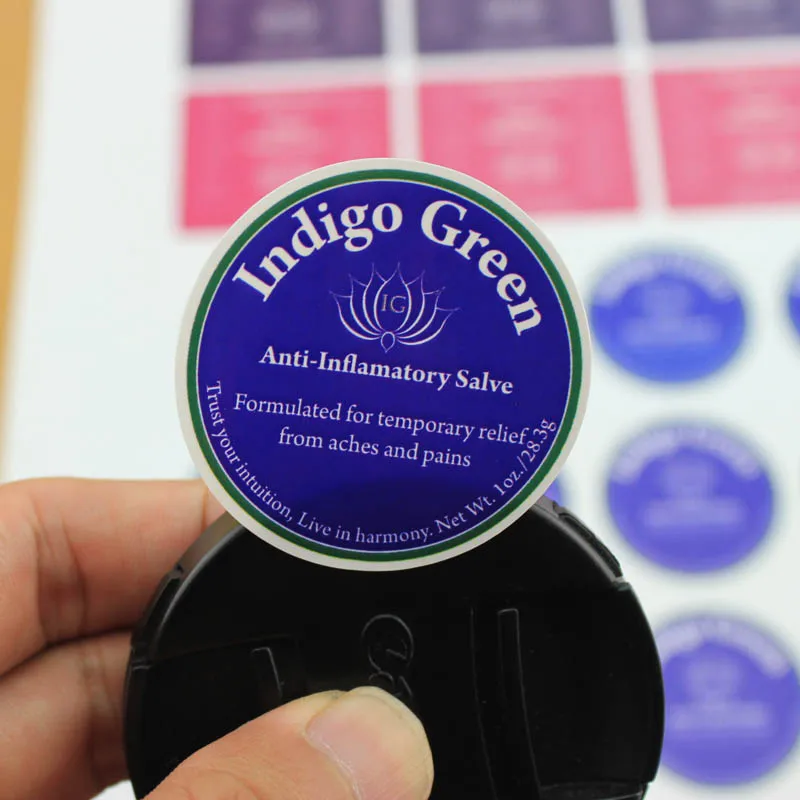 Indigo Green
IG
Anti-Inflamatory Salve
Formulated for temporary relief
from aches and pains
Trust your intuition, Live in harmony. Net Wt. 1oz./28.3g